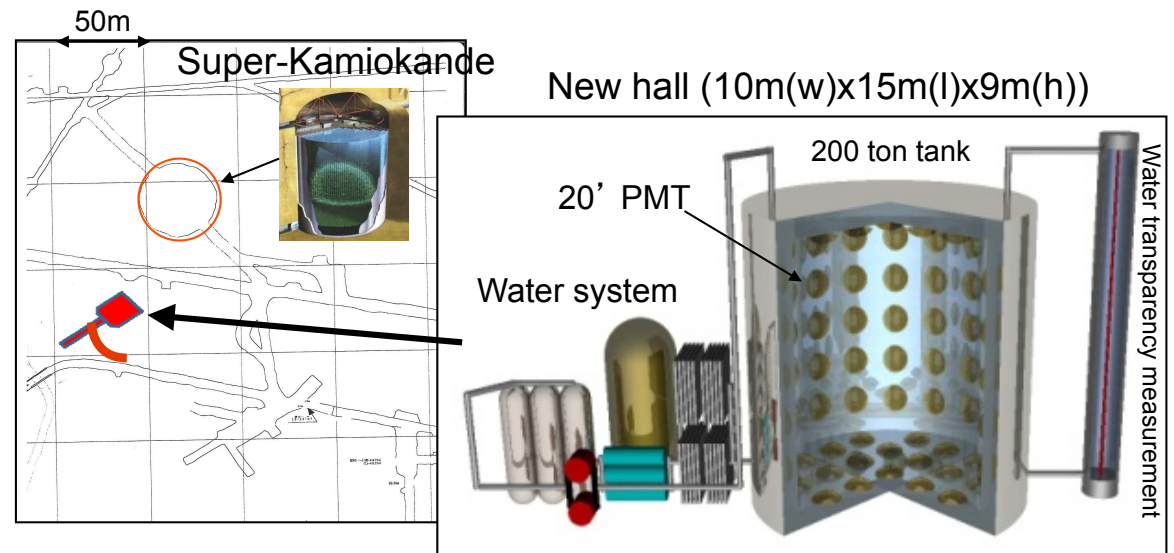 50m
Super-Kamiokande
New hall (10m(w)x15m(l)x9m(h))
200 ton tank
20’ PMT
Water system
Water transparency measurement